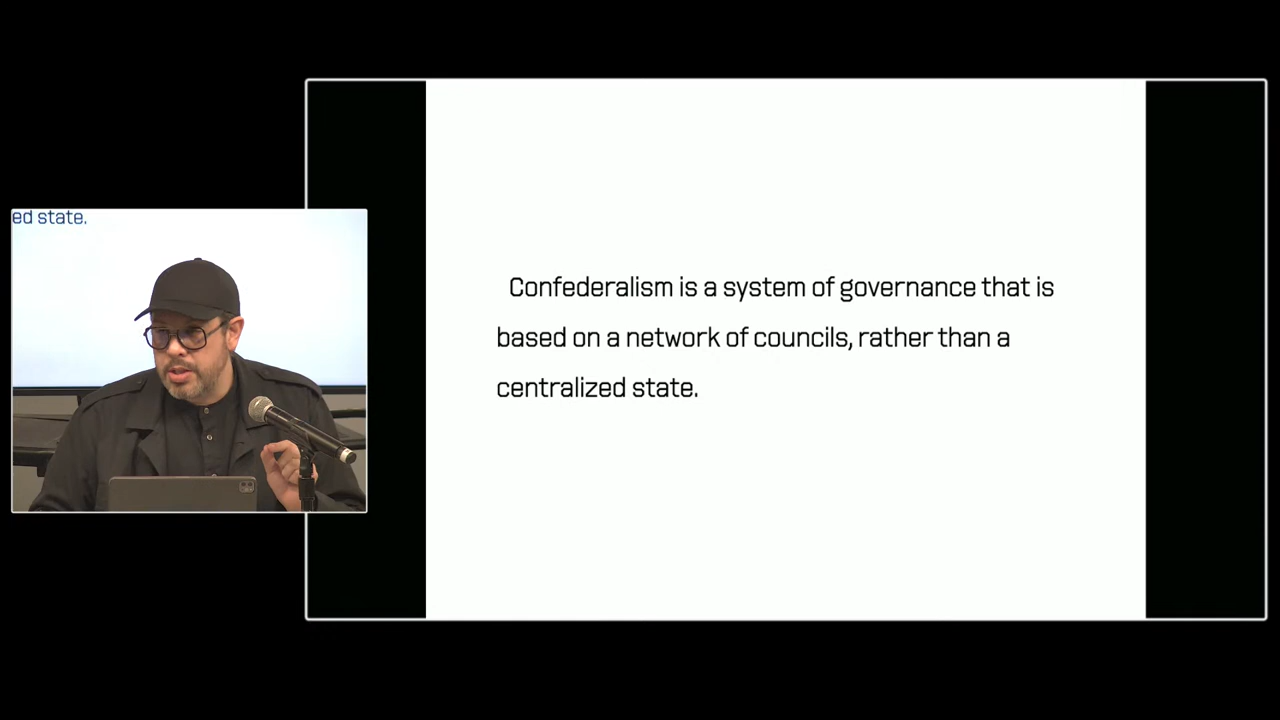 ed state.
Confederalism is a system of governance that is
based on a network of councils, rather than a
centralized state.